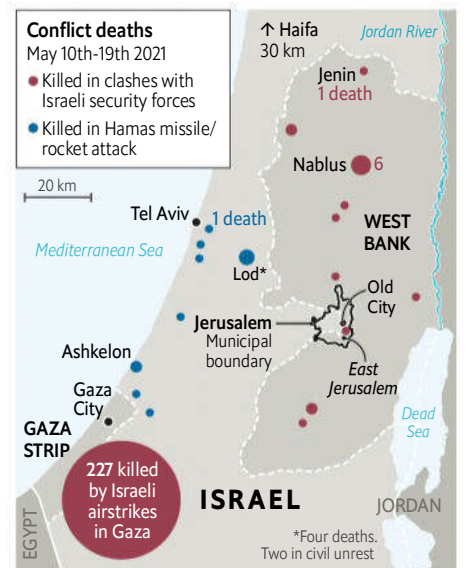 Conflict deaths
May 10th-19th 2021
Killed in clashes with
Israeli security forces
Killed in Hamas missile/
rocket attack
20 km
↑ Haifa
30 km
Jordan River
Jenin
1 death
Nablus
6
Tel Aviv
1 death
WEST
BANK
Mediterranean Sea
Lod*
Old
City
Jerusalem
Municipal
boundary
East
Jerusalem
Ashkelon
Gaza
City
GAZA
STRIP
Dead
Sea
227 killed
by Israeli
airstrikes
in Gaza
ISRAEL
JORDAN
EGYPT
*Four deaths.
Two in civil unrest